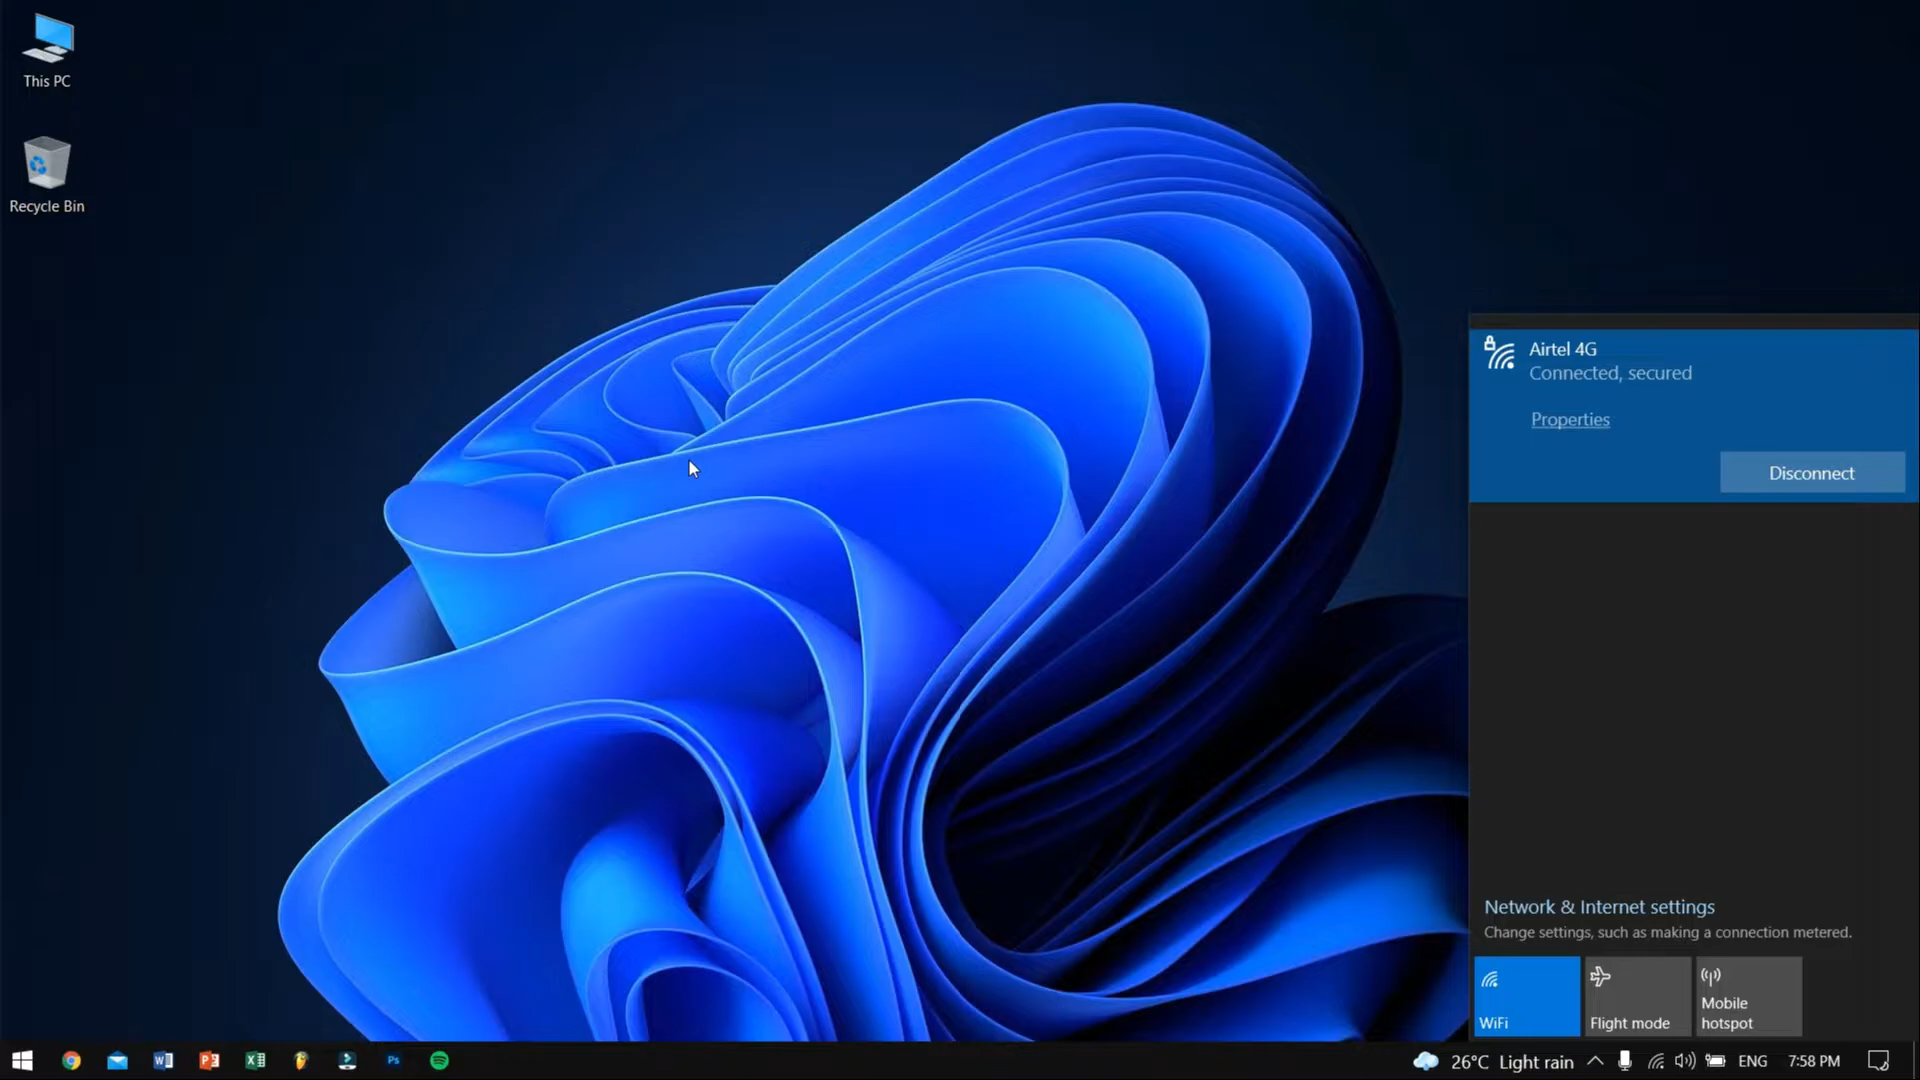 This PC
Recycle Bin
Airtel 4G
Connected, secured
Properties
Disconnect
Network & Internet settings
Change settings, such as making a connection metered.
WiFi
Flight mode
Mobile
hotspot
Ps
26°C Light rain
ENG
7:58 PM